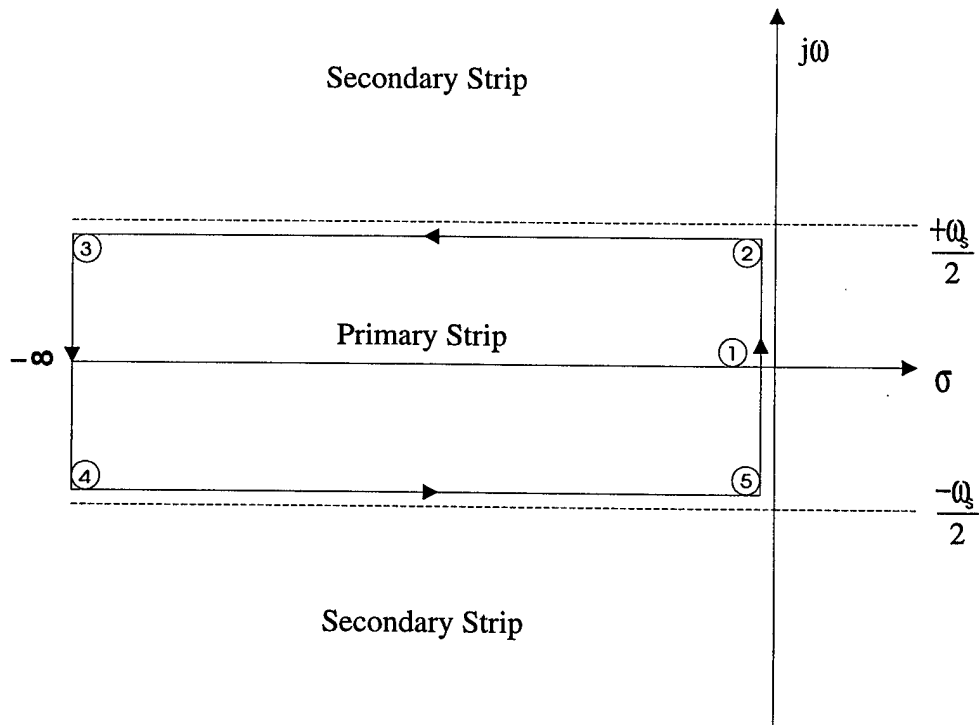 jω
Secondary Strip
+ωs/2
③
②
Primary Strip
①
−∞
σ
④
⑤
−ωs/2
Secondary Strip